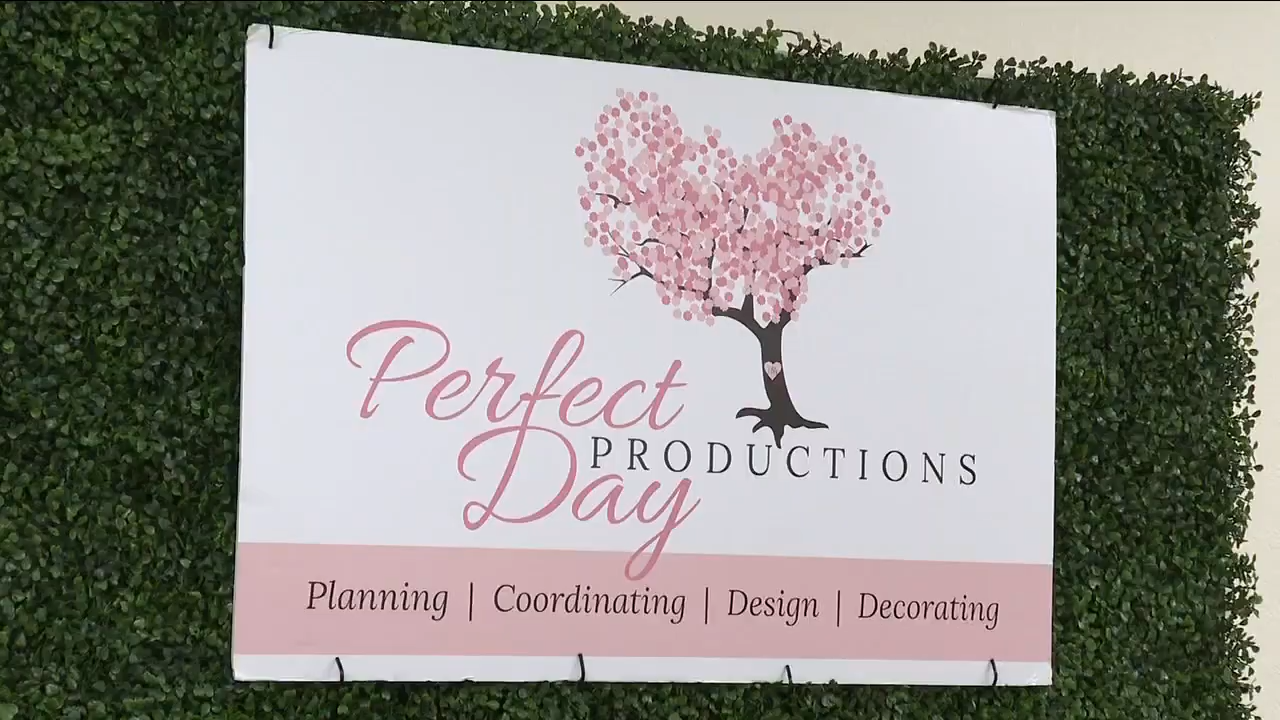 Perfect
Day PRODUCTIONS
Planning | Coordinating | Design | Decorating